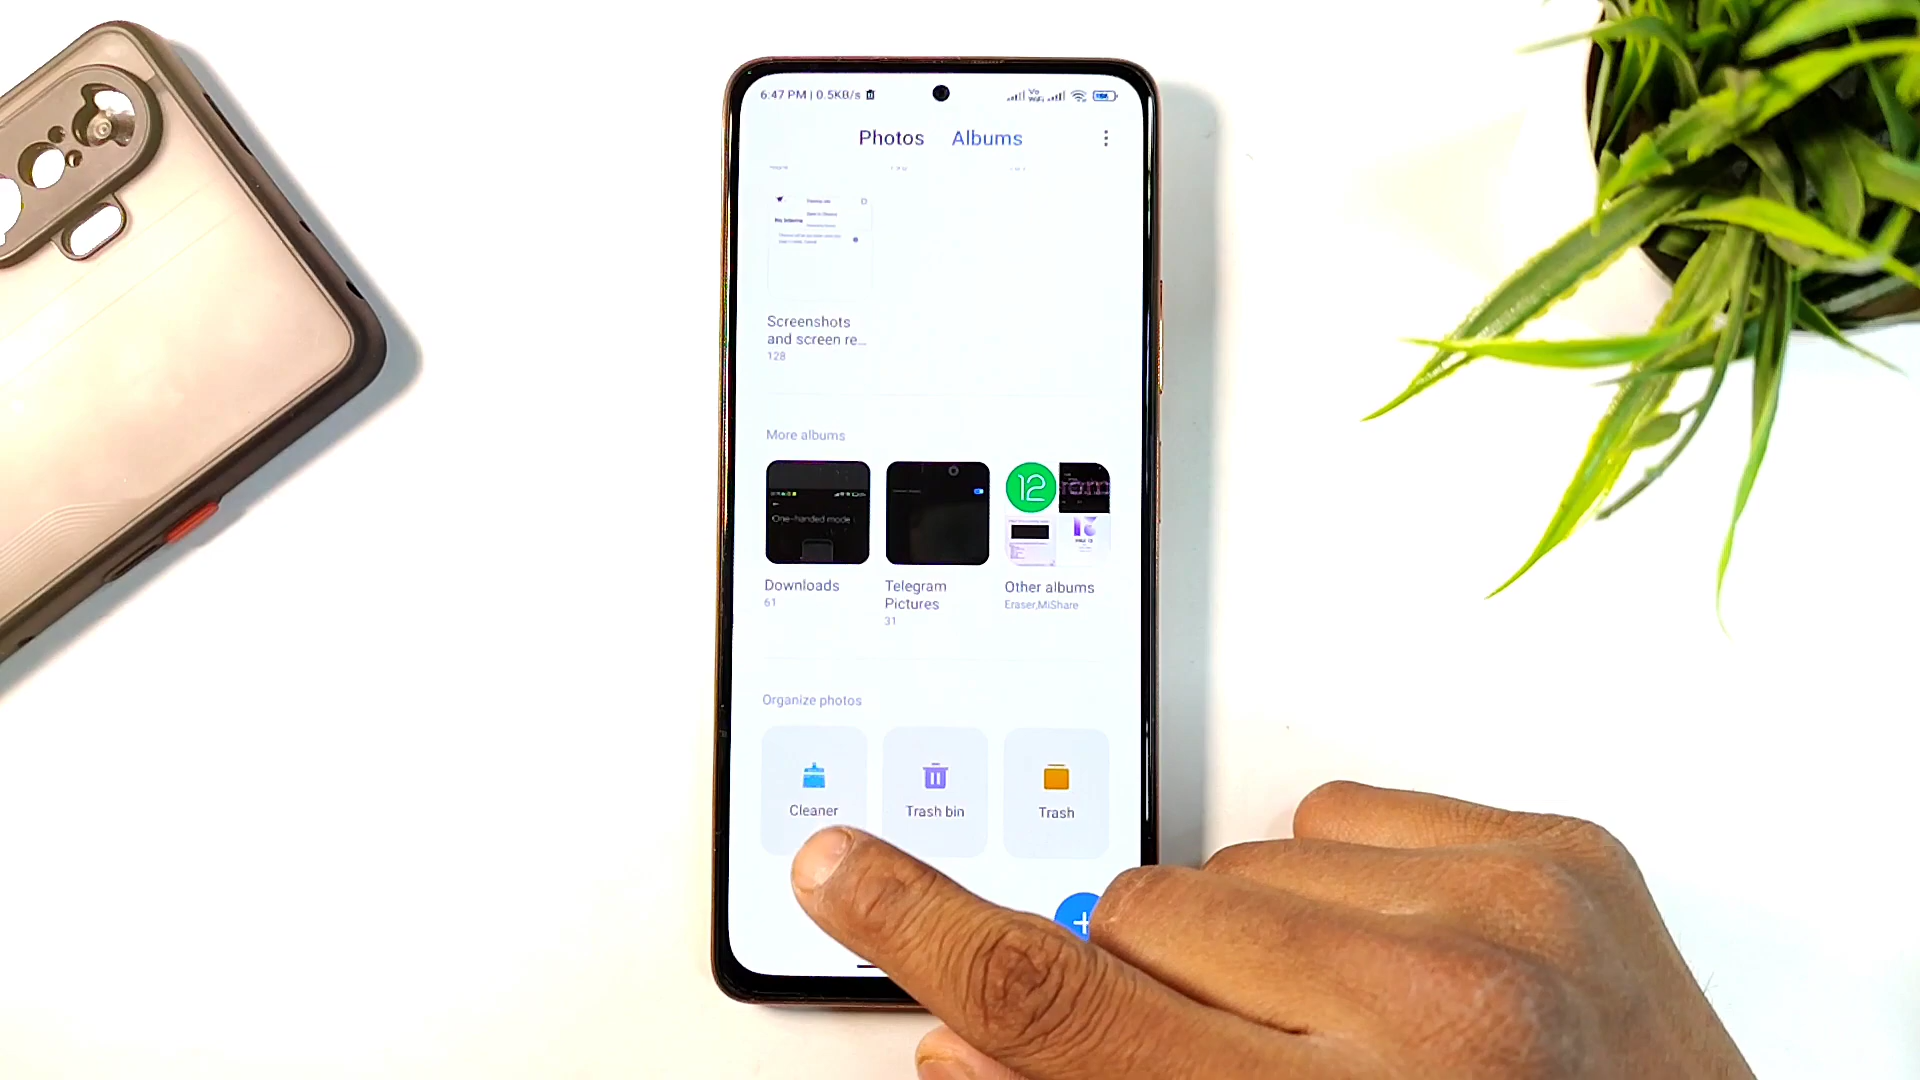 6:47 PM | 0.5KB/s
Photos Albums
Screenshots
and screen re...
128
More albums
One-handed mode
12
Downloads
61
Telegram
Pictures
31
Other albums
Eraser,MiShare
Organize photos
Cleaner
Trash bin
Trash